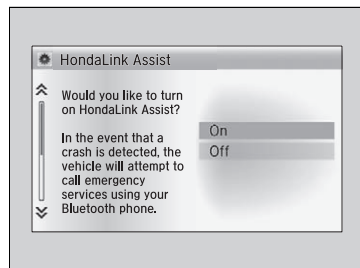 HondaLink Assist
Would you like to turn
on HondaLink Assist?
In the event that a
crash is detected, the
vehicle will attempt to
call emergency
services using your
Bluetooth phone.
On
Off